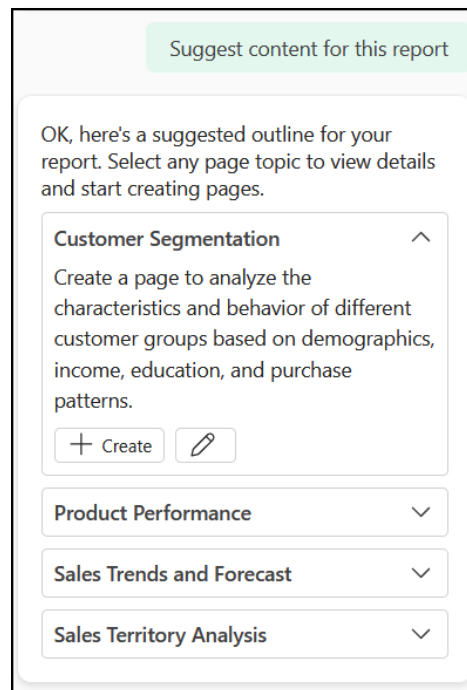 Suggest content for this report
OK, here's a suggested outline for your
report. Select any page topic to view details
and start creating pages.
Customer Segmentation
Create a page to analyze the
characteristics and behavior of different
customer groups based on demographics,
income, education, and purchase
patterns.
Create
Product Performance
Sales Trends and Forecast
Sales Territory Analysis